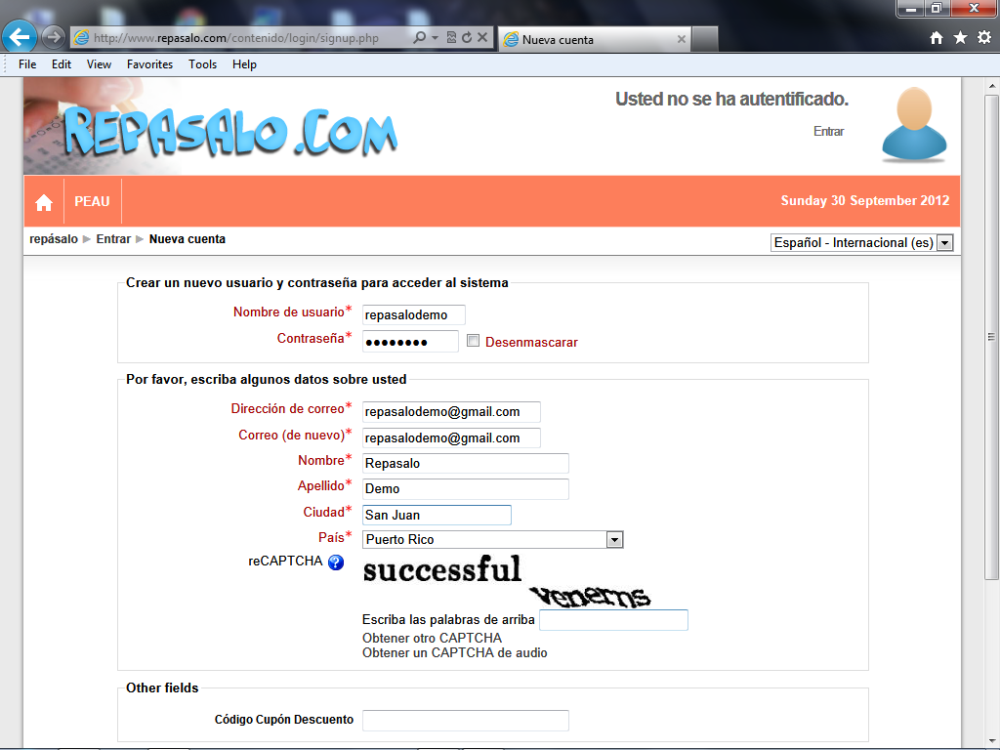 http://www.repasalo.com/contenido/login/signup.php
Nueva cuenta
File Edit View Favorites Tools Help
REPASALO.COM
Usted no se ha autentificado.
Entrar
PEAU
Sunday 30 September 2012
repásalo ► Entrar ► Nueva cuenta
Español - Internacional (es)
Crear un nuevo usuario y contraseña para acceder al sistema
Nombre de usuario* repasalodemo
Contraseña* ●●●●●●●● Desenmascarar
Por favor, escriba algunos datos sobre usted
Dirección de correo* repasalodemo@gmail.com
Correo (de nuevo)* repasalodemo@gmail.com
Nombre* Repasalo
Apellido* Demo
Ciudad* San Juan
País* Puerto Rico
reCAPTCHA ?
successful
Escriba las palabras de arriba
Obtener otro CAPTCHA
Obtener un CAPTCHA de audio
Other fields
Código Cupón Descuento